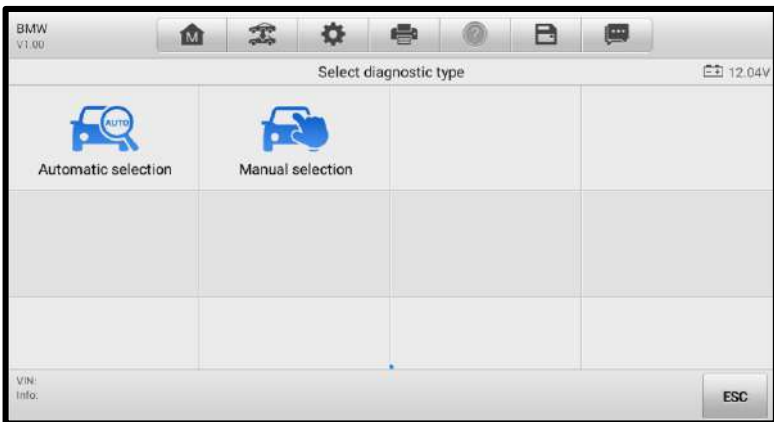 BMW
V1.00
M
Select diagnostic type
12.04V
AUTO
Automatic selection
Manual selection
VIN:
Info:
ESC